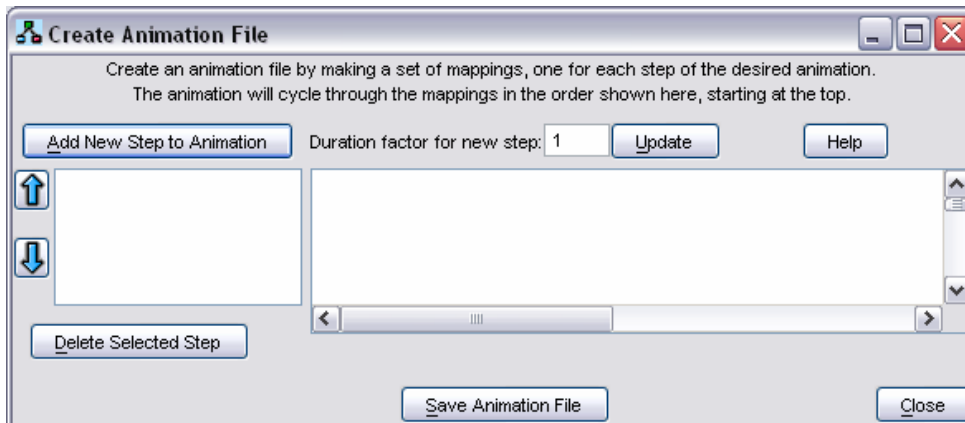 Create Animation File
Create an animation file by making a set of mappings, one for each step of the desired animation.
The animation will cycle through the mappings in the order shown here, starting at the top.
Add New Step to Animation
Duration factor for new step: 1
Update
Help
Delete Selected Step
Save Animation File
Close